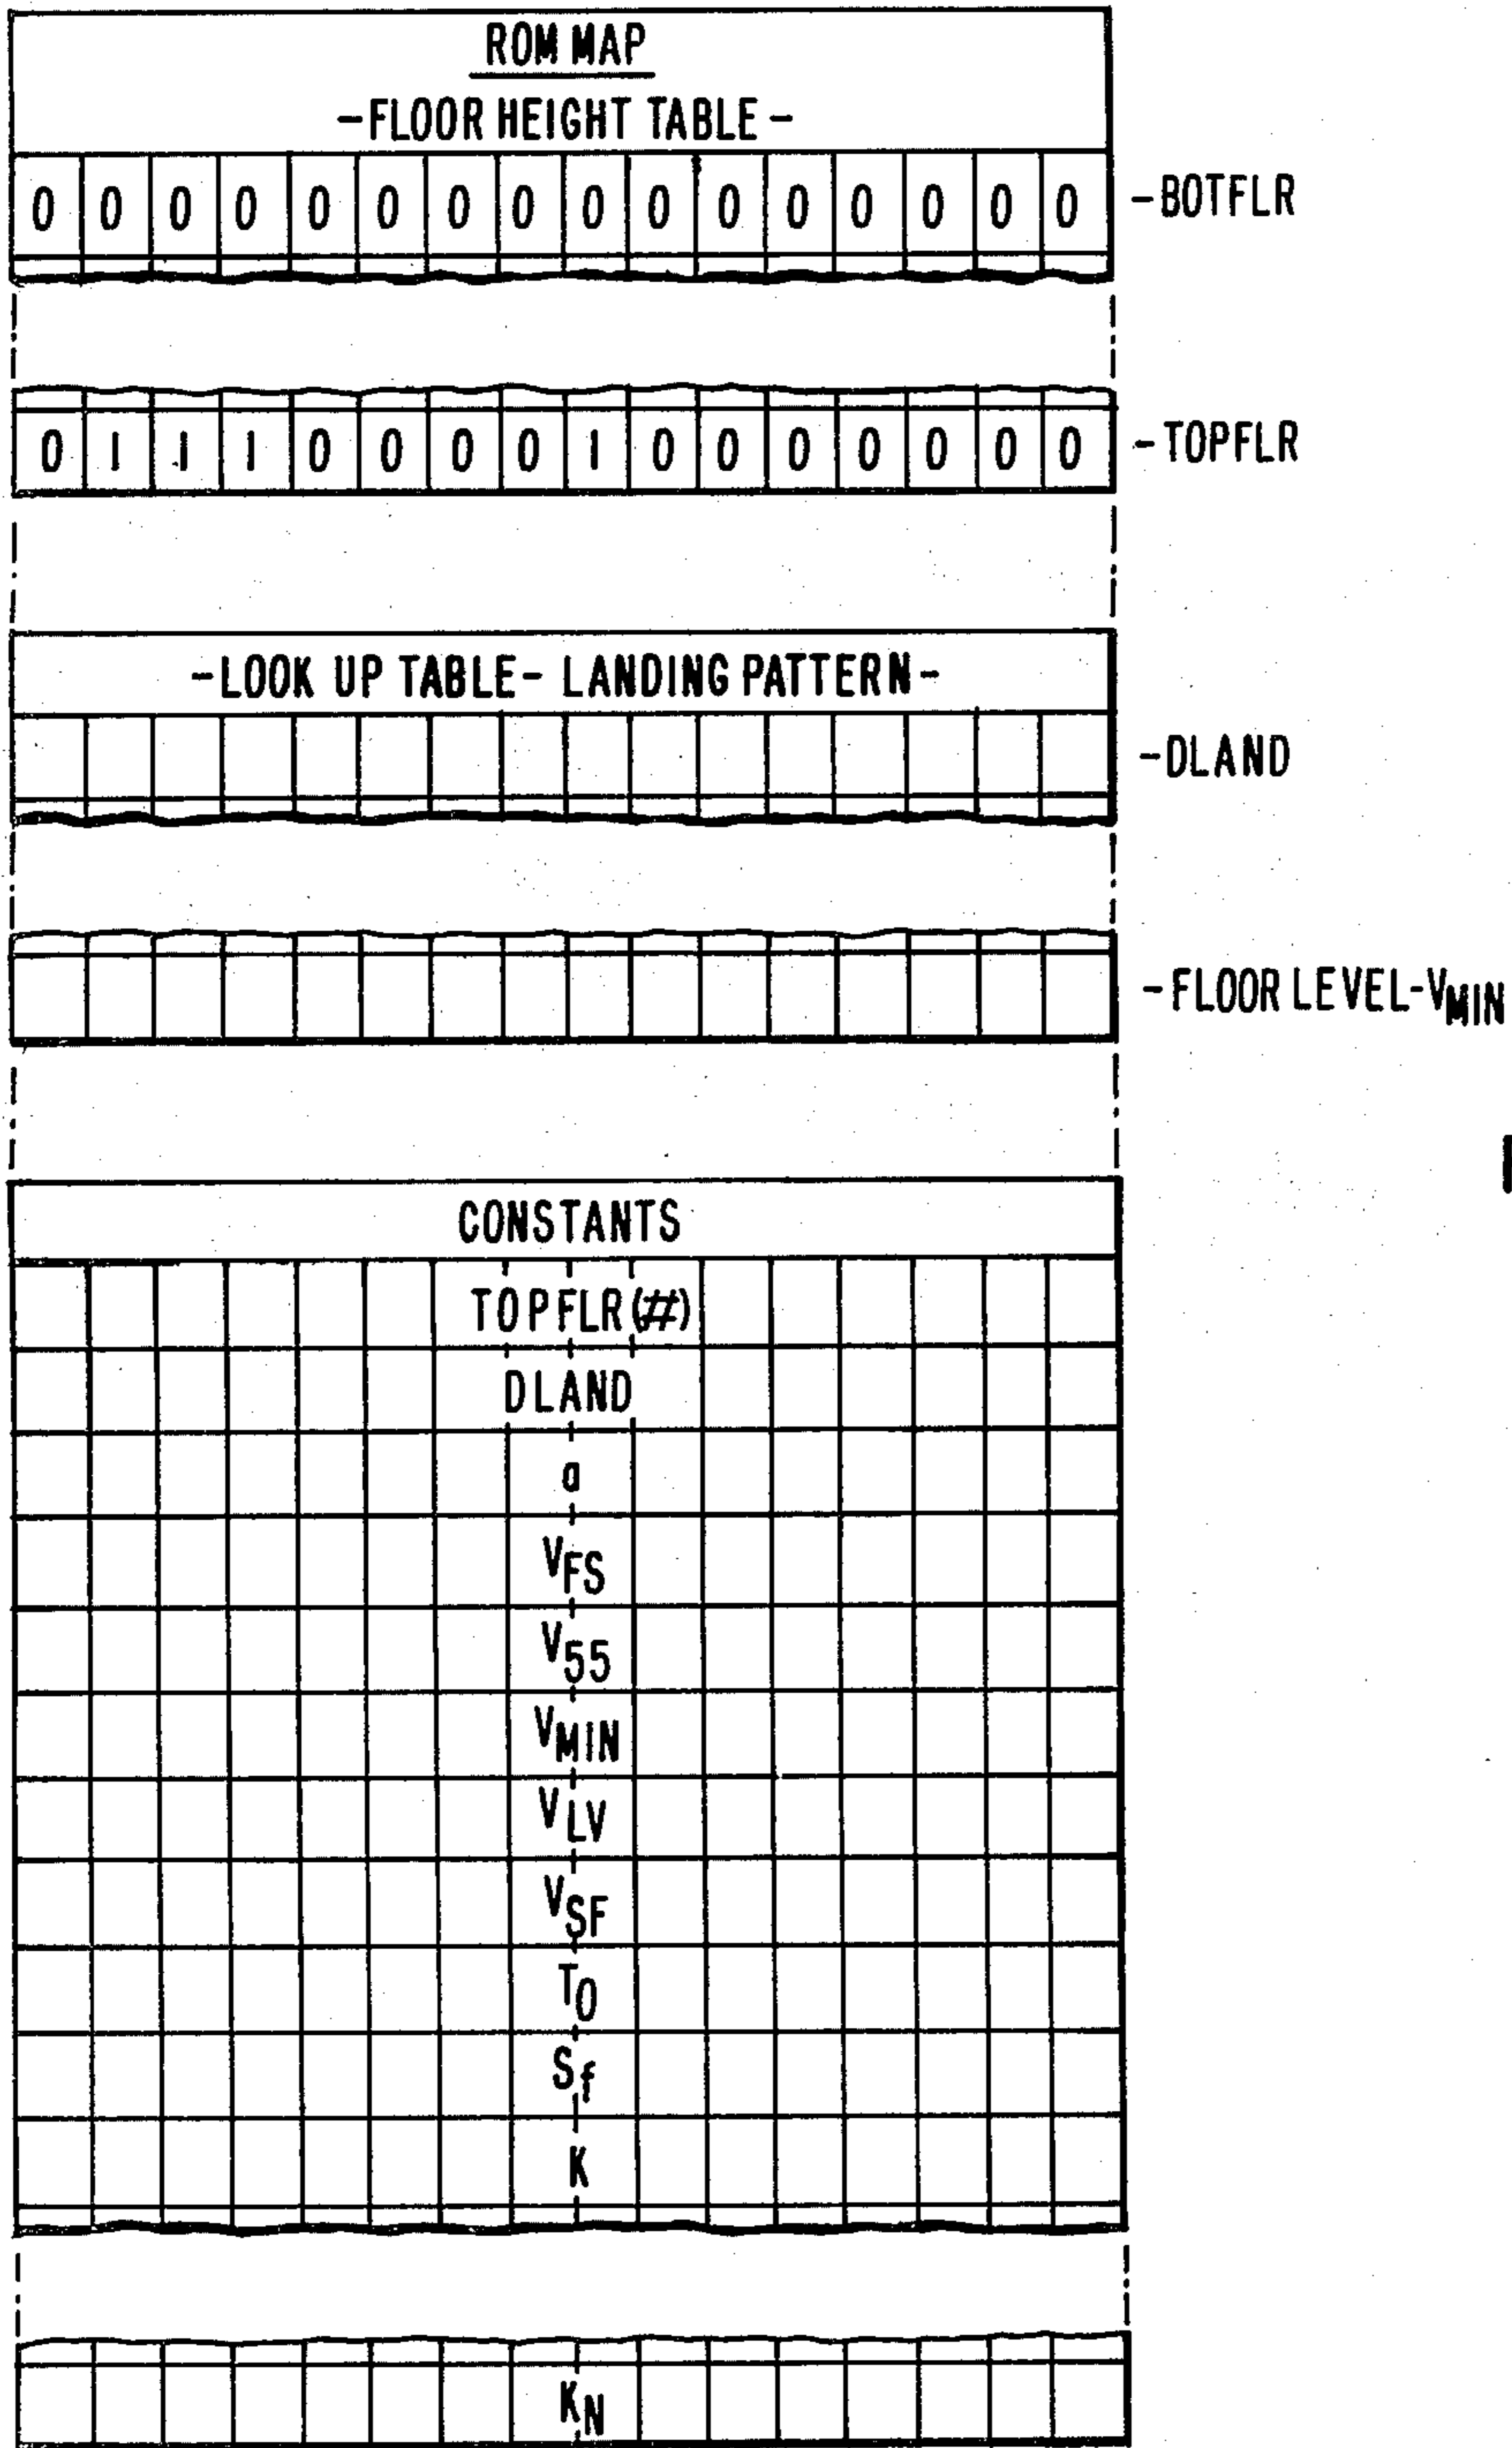 ROM MAP
-FLOOR HEIGHT TABLE-
0 0 0 0 0 0 0 0 0 0 0 0 0 0 0 0 -BOTFLR
0 1 1 1 0 0 0 0 1 0 0 0 0 0 0 0 -TOPFLR
-LOOK UP TABLE- LANDING PATTERN-
-DLAND
-FLOOR LEVEL-VMIN
CONSTANTS
TOPFLR(#)
DLAND
a
VFS
V55
VMIN
VLV
VSF
T0
Sf
K
KN